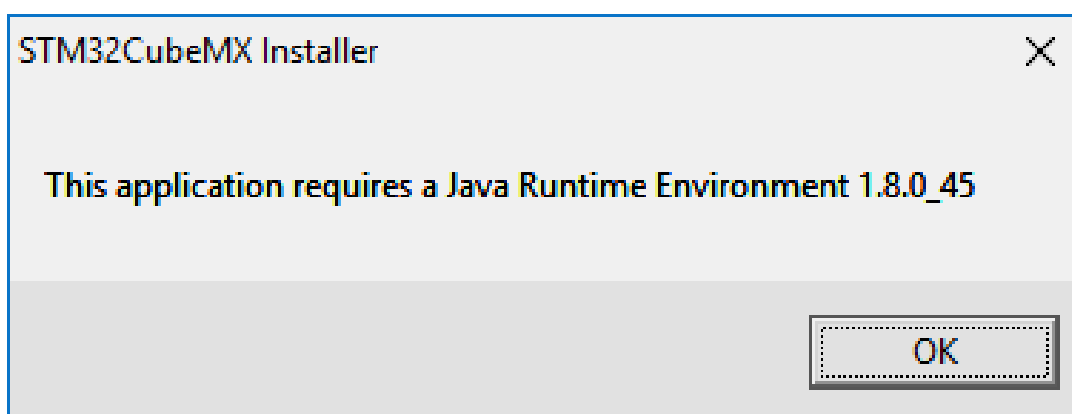 STM32CubeMX Installer
This application requires a Java Runtime Environment 1.8.0_45
OK